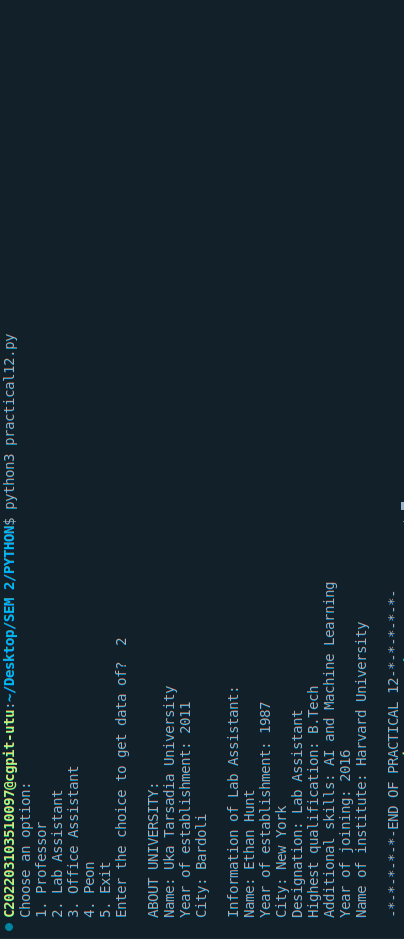 C202203103510097@cgpit-utu:~/Desktop/SEM 2/PYTHON$ python3 practical12.py
Choose an option:
1. Professor
2. Lab Assistant
3. Office Assistant
4. Peon
5. Exit
Enter the choice to get data of? 2
ABOUT UNIVERSITY:
Name: Uka Tarsadia University
Year of establishment: 2011
City: Bardoli
Information of Lab Assistant:
Name: Ethan Hunt
Year of establishment: 1987
City: New York
Designation: Lab Assistant
Highest qualification: B.Tech
Additional skills: AI and Machine Learning
Year of joining: 2016
Name of institute: Harvard University
-*-*-*-*-*-END OF PRACTICAL 12-*-*-*-*-*-